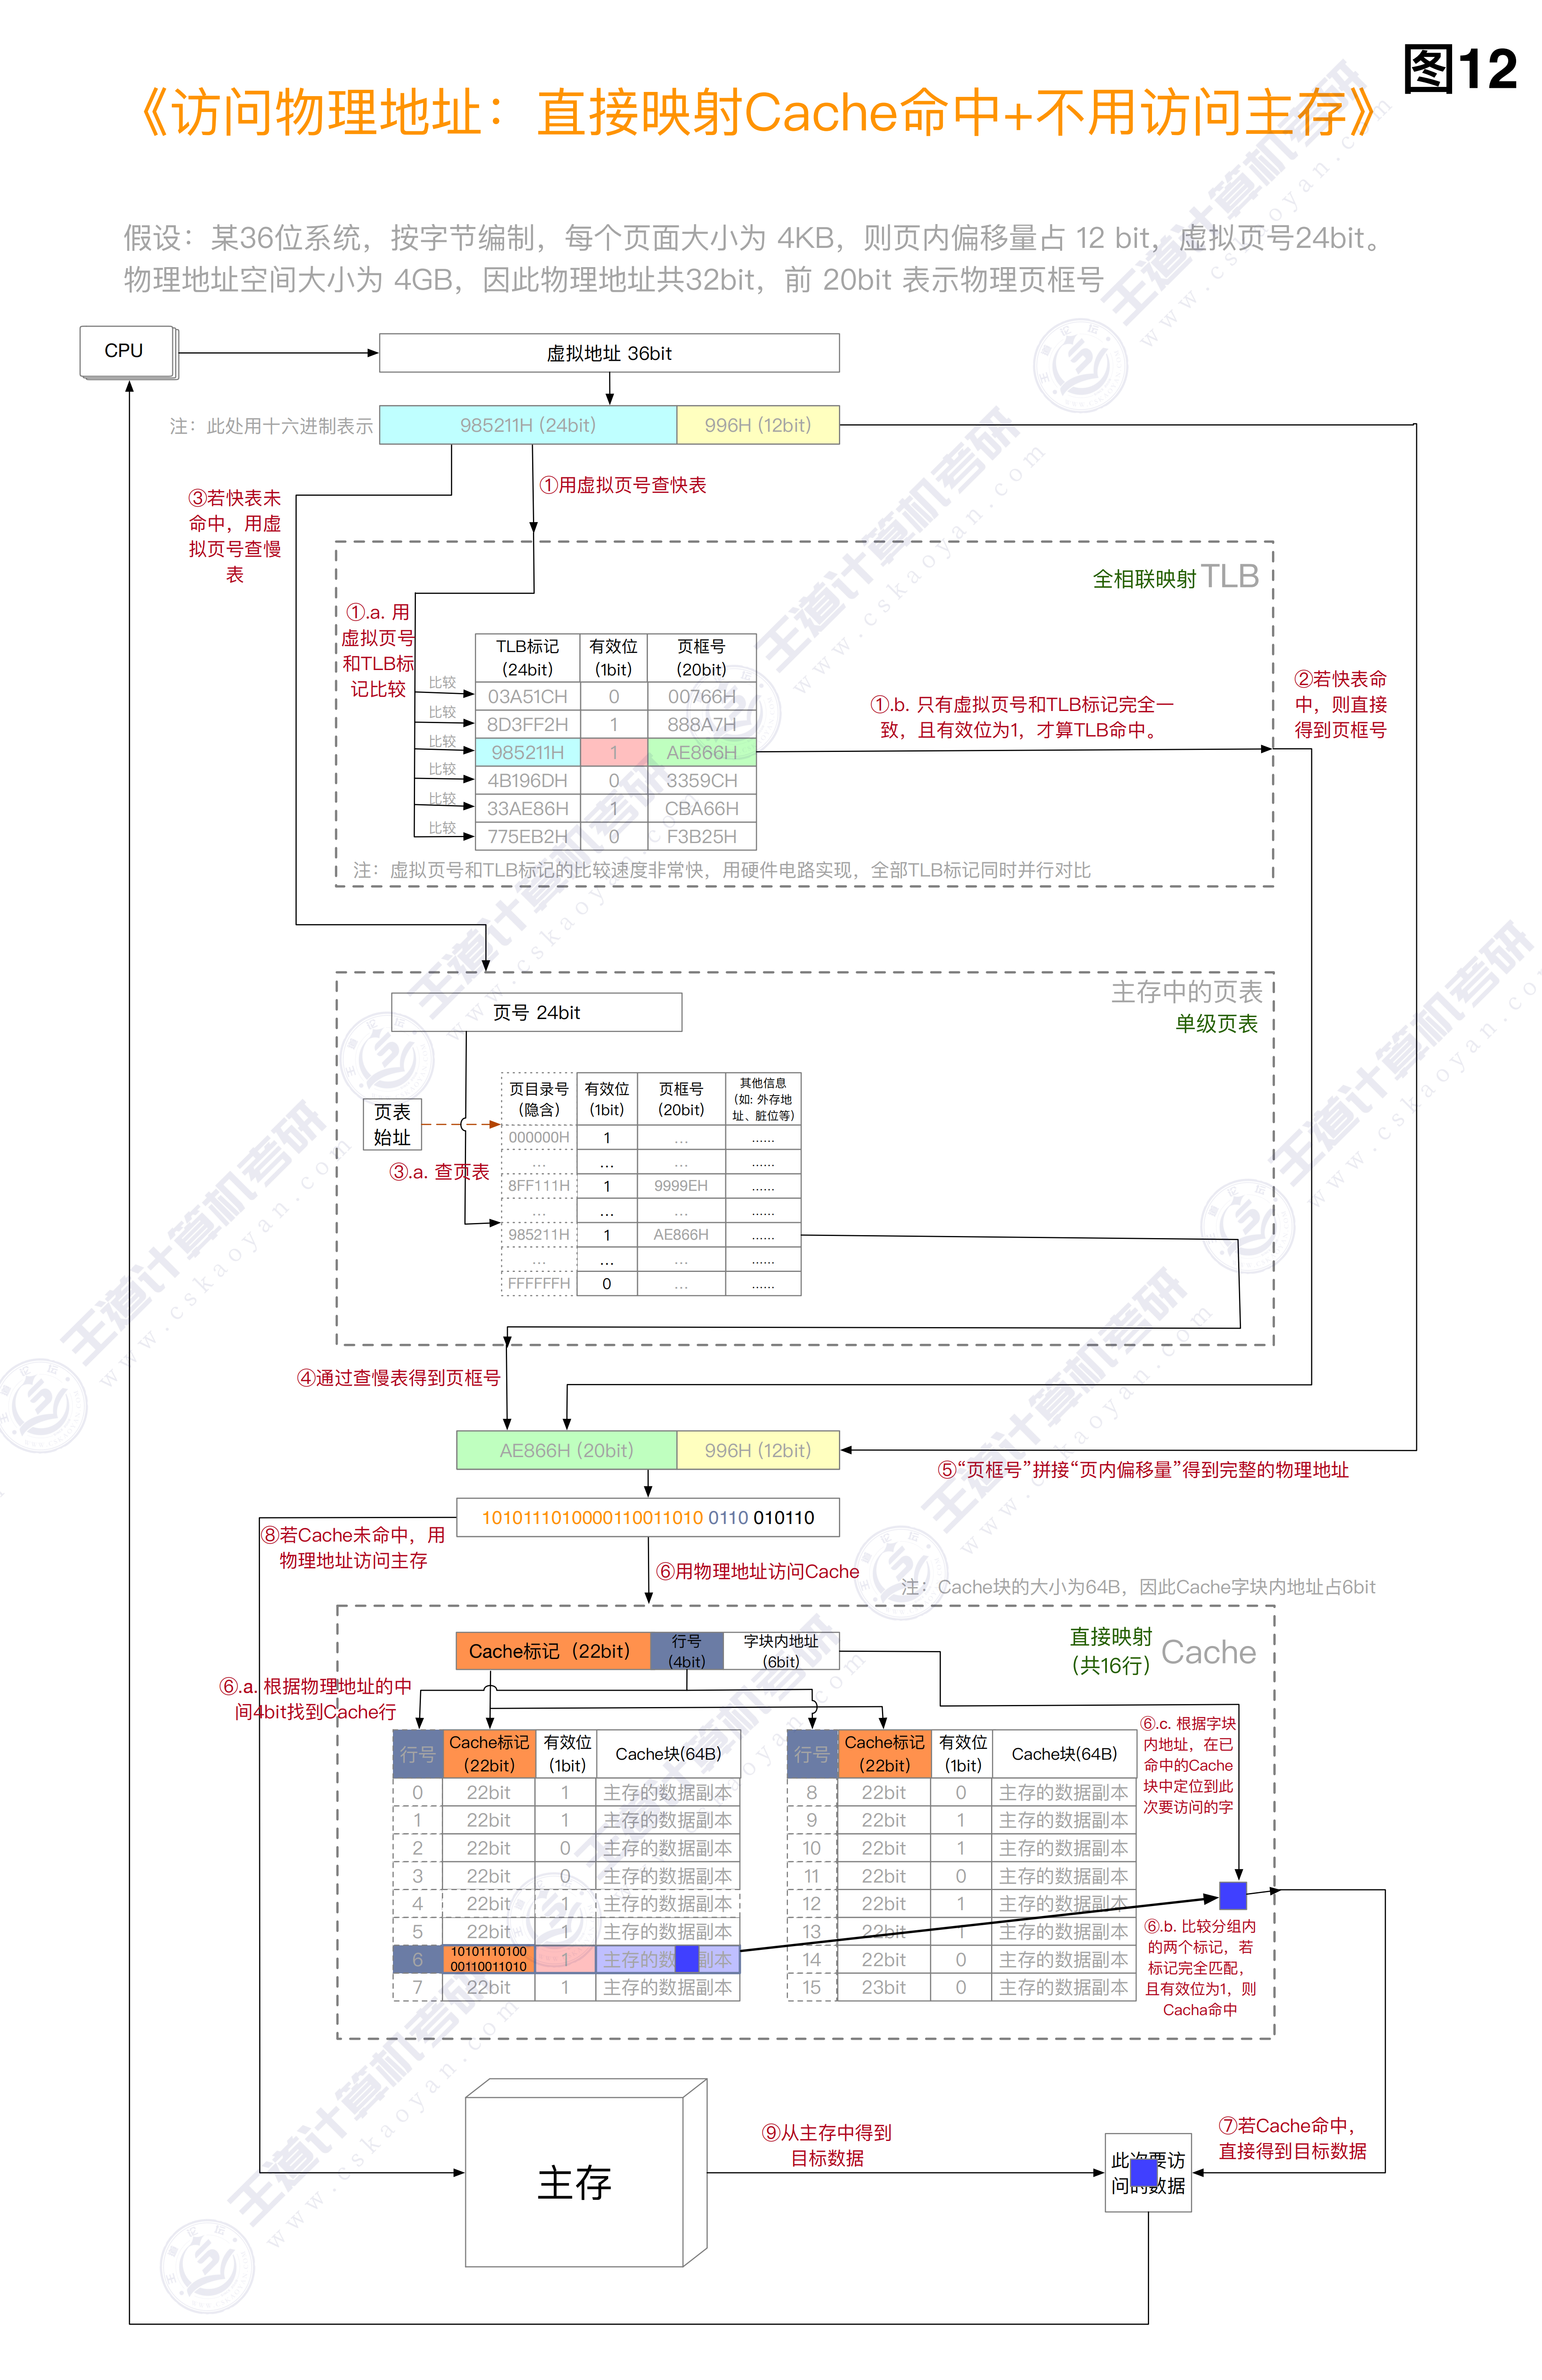 图12
《访问物理地址：直接映射Cache命中+不用访问主存》
假设：某36位系统，按字节编制，每个页面大小为 4KB，则页内偏移量占 12 bit，虚拟页号24bit。
物理地址空间大小为 4GB，因此物理地址共32bit，前 20bit 表示物理页框号
CPU
虚拟地址 36bit
注：此处用十六进制表示
985211H (24bit) 996H (12bit)
①用虚拟页号查快表
③若快表未
命中，用虚
拟页号查慢
表
全相联映射 TLB
①.a. 用
虚拟页号
和TLB标
记比较
比较
比较
比较
比较
比较
比较
TLB标记 有效位 页框号
(24bit) (1bit) (20bit)
03A51CH 0 00766H
8D3FF2H 1 888A7H
985211H 1 AE866H
4B196DH 0 3359CH
33AE86H 1 CBA66H
775EB2H 0 F3B25H
①.b. 只有虚拟页号和TLB标记完全一
致，且有效位为1，才算TLB命中。
②若快表命
中，则直接
得到页框号
注：虚拟页号和TLB标记的比较速度非常快，用硬件电路实现，全部TLB标记同时并行对比
主存中的页表
单级页表
页号 24bit
页表
始址
③.a. 查页表
页目录号 有效位 页框号 其他信息
(隐含) (1bit) (20bit) (如: 外存地
址、脏位等)
000000H 1 ... ......
... ... ... ......
8FF111H 1 9999EH ......
... ... ... ......
985211H 1 AE866H ......
... ... ... ......
FFFFFFH 0 ... ......
④通过查慢表得到页框号
AE866H (20bit) 996H (12bit)
⑤“页框号”拼接“页内偏移量”得到完整的物理地址
1010111010000110011010 0110 010110
⑧若Cache未命中，用
物理地址访问主存
⑥用物理地址访问Cache
注：Cache块的大小为64B，因此Cache字块内地址占6bit
直接映射
（共16行） Cache
Cache标记（22bit） 行号 字块内地址
(4bit) (6bit)
⑥.a. 根据物理地址的中
间4bit找到Cache行
行号 Cache标记 有效位 Cache块(64B)
(22bit) (1bit)
0 22bit 1 主存的数据副本
1 22bit 1 主存的数据副本
2 22bit 0 主存的数据副本
3 22bit 0 主存的数据副本
4 22bit 1 主存的数据副本
5 22bit 1 主存的数据副本
6 10101110100 00110011010 1 主存的数 副本
7 22bit 1 主存的数据副本
行号 Cache标记 有效位 Cache块(64B)
(22bit) (1bit)
8 22bit 0 主存的数据副本
9 22bit 1 主存的数据副本
10 22bit 1 主存的数据副本
11 22bit 0 主存的数据副本
12 22bit 1 主存的数据副本
13 22bit 1 主存的数据副本
14 22bit 0 主存的数据副本
15 23bit 0 主存的数据副本
⑥.c. 根据字块
内地址，在已
命中的Cache
块中定位到此
次要访问的字
⑥.b. 比较分组内
的两个标记，若
标记完全匹配，
且有效位为1，则
Cacha命中
主存
⑨从主存中得到
目标数据
⑦若Cache命中，
直接得到目标数据
此次要访
问的数据
王道计算机考研
www.cskaoyan.com